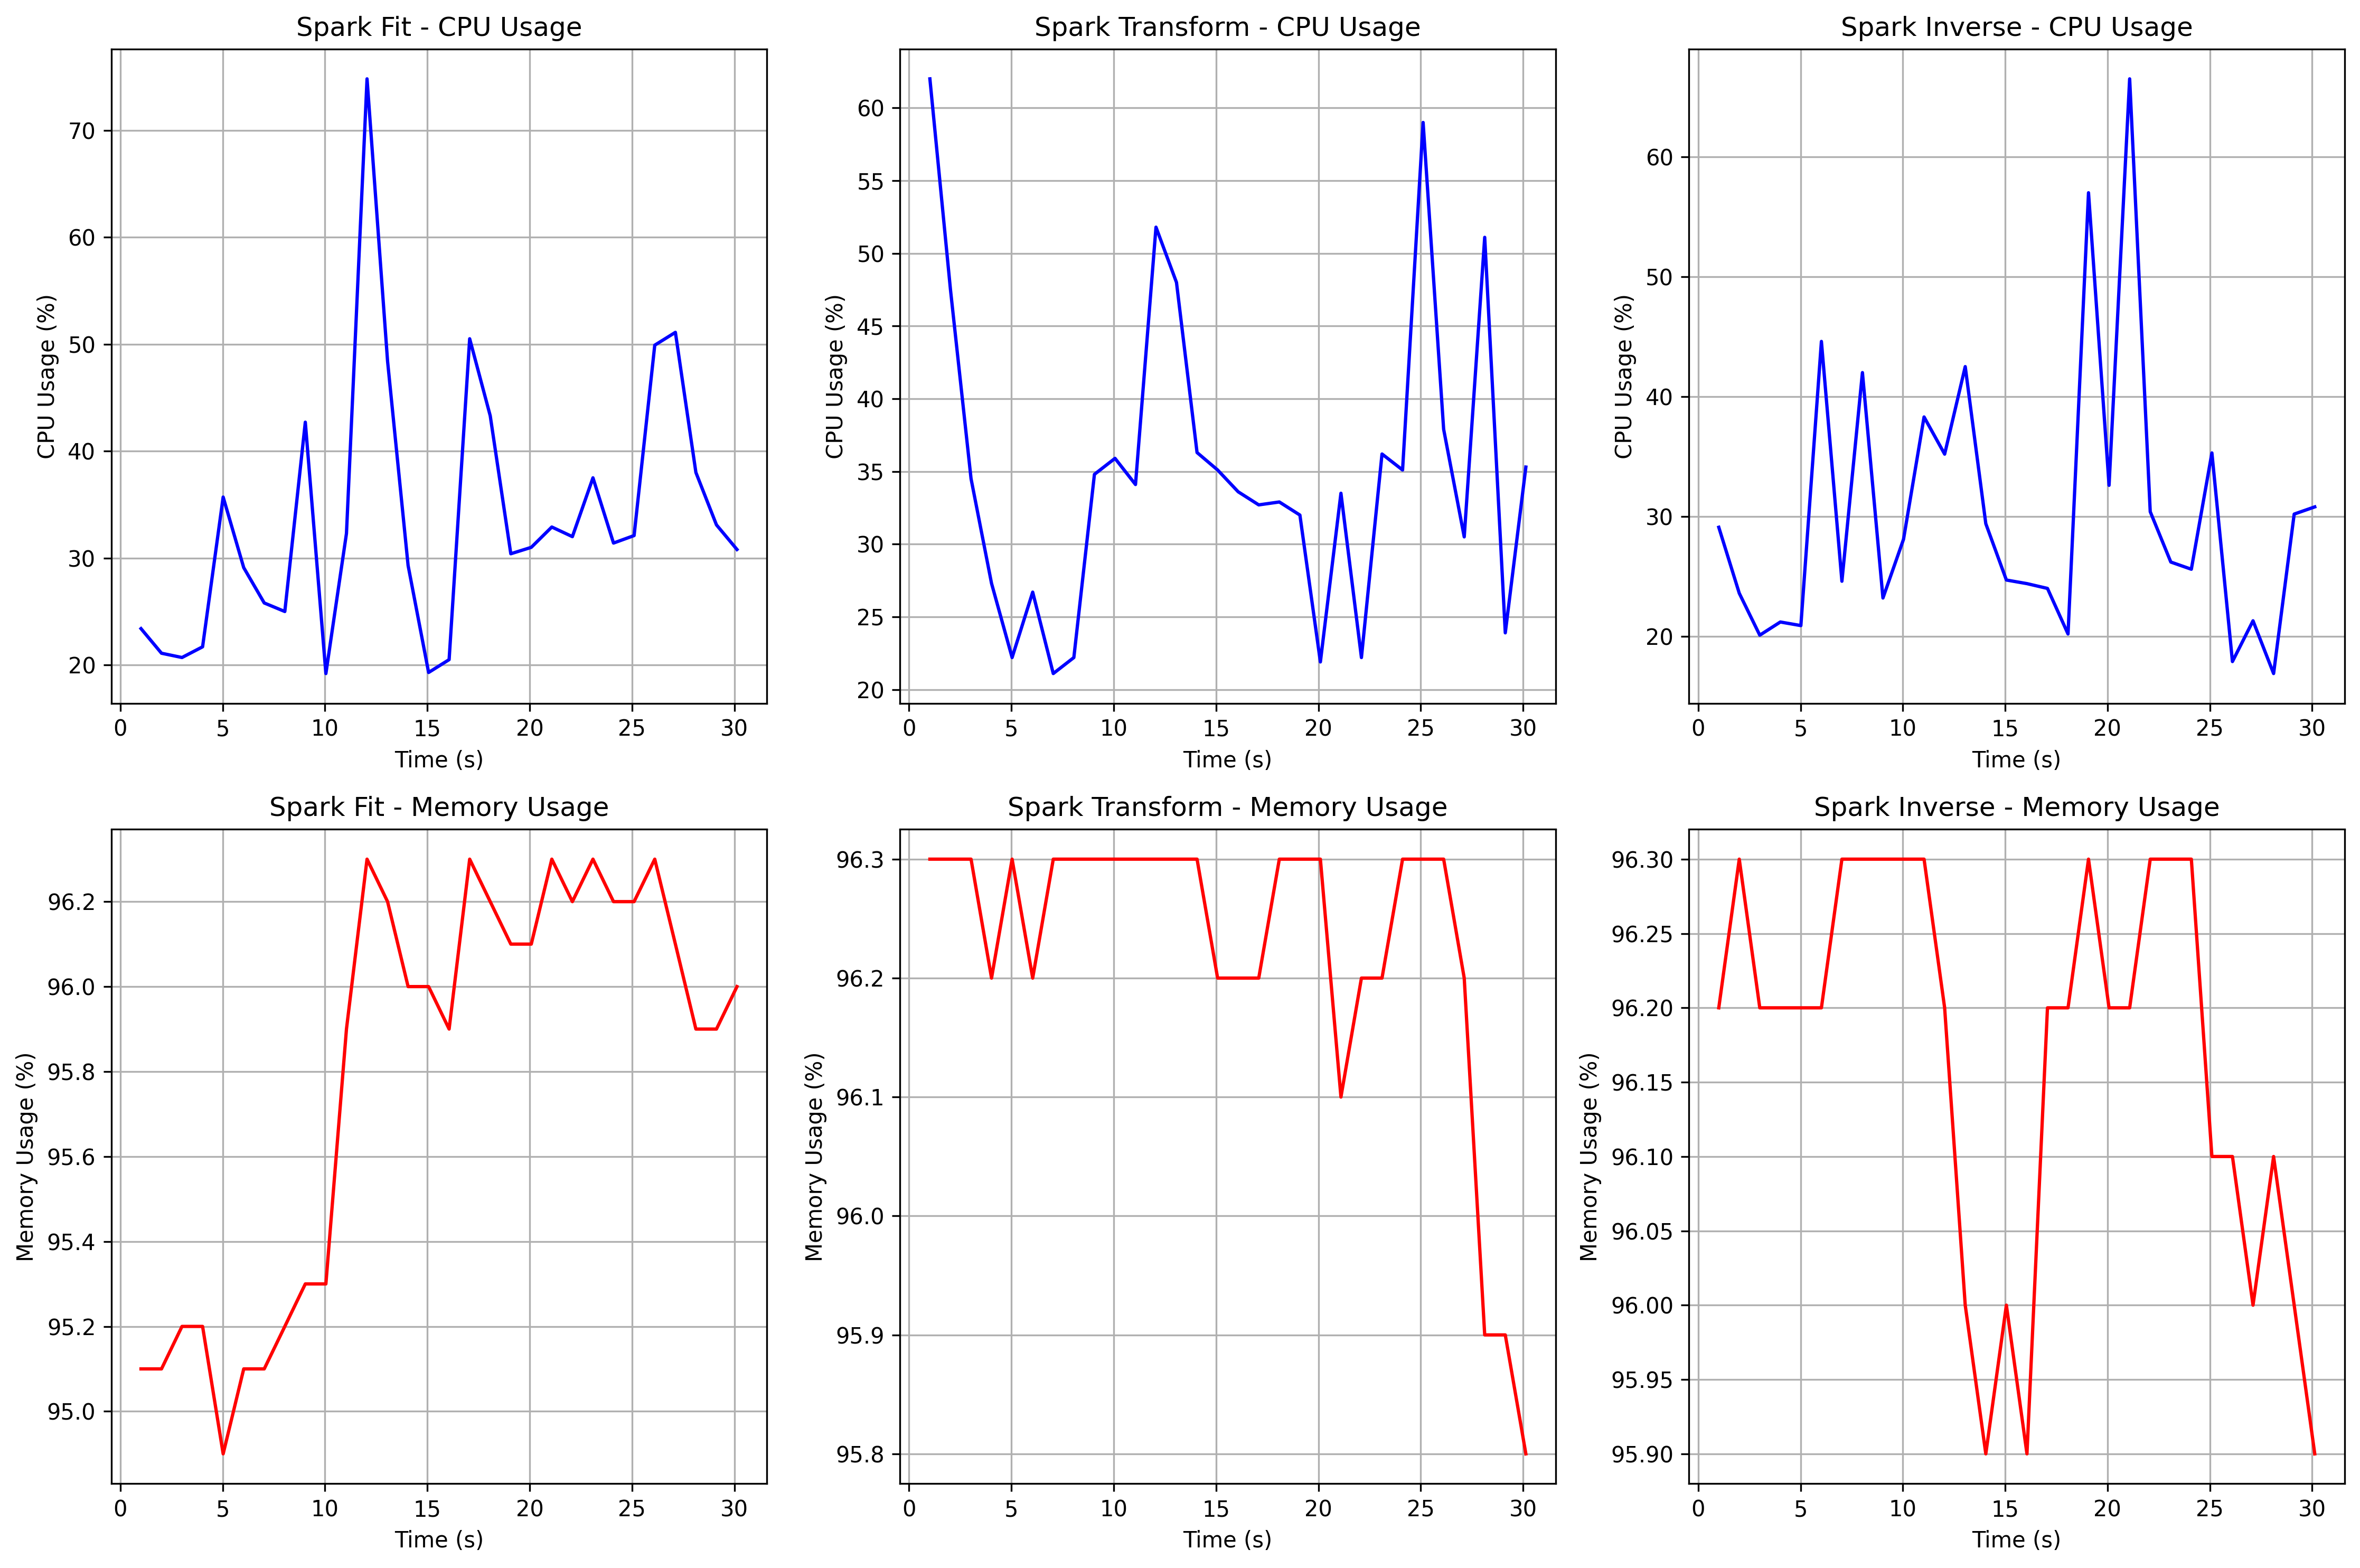 Spark Fit - CPU Usage
CPU Usage (%)
70
60
50
40
30
20
0 5 10 15 20 25 30
Time (s)
Spark Transform - CPU Usage
CPU Usage (%)
60
55
50
45
40
35
30
25
20
0 5 10 15 20 25 30
Time (s)
Spark Inverse - CPU Usage
CPU Usage (%)
60
50
40
30
20
0 5 10 15 20 25 30
Time (s)
Spark Fit - Memory Usage
Memory Usage (%)
96.2
96.0
95.8
95.6
95.4
95.2
95.0
0 5 10 15 20 25 30
Time (s)
Spark Transform - Memory Usage
Memory Usage (%)
96.3
96.2
96.1
96.0
95.9
95.8
0 5 10 15 20 25 30
Time (s)
Spark Inverse - Memory Usage
Memory Usage (%)
96.30
96.25
96.20
96.15
96.10
96.05
96.00
95.95
95.90
0 5 10 15 20 25 30
Time (s)